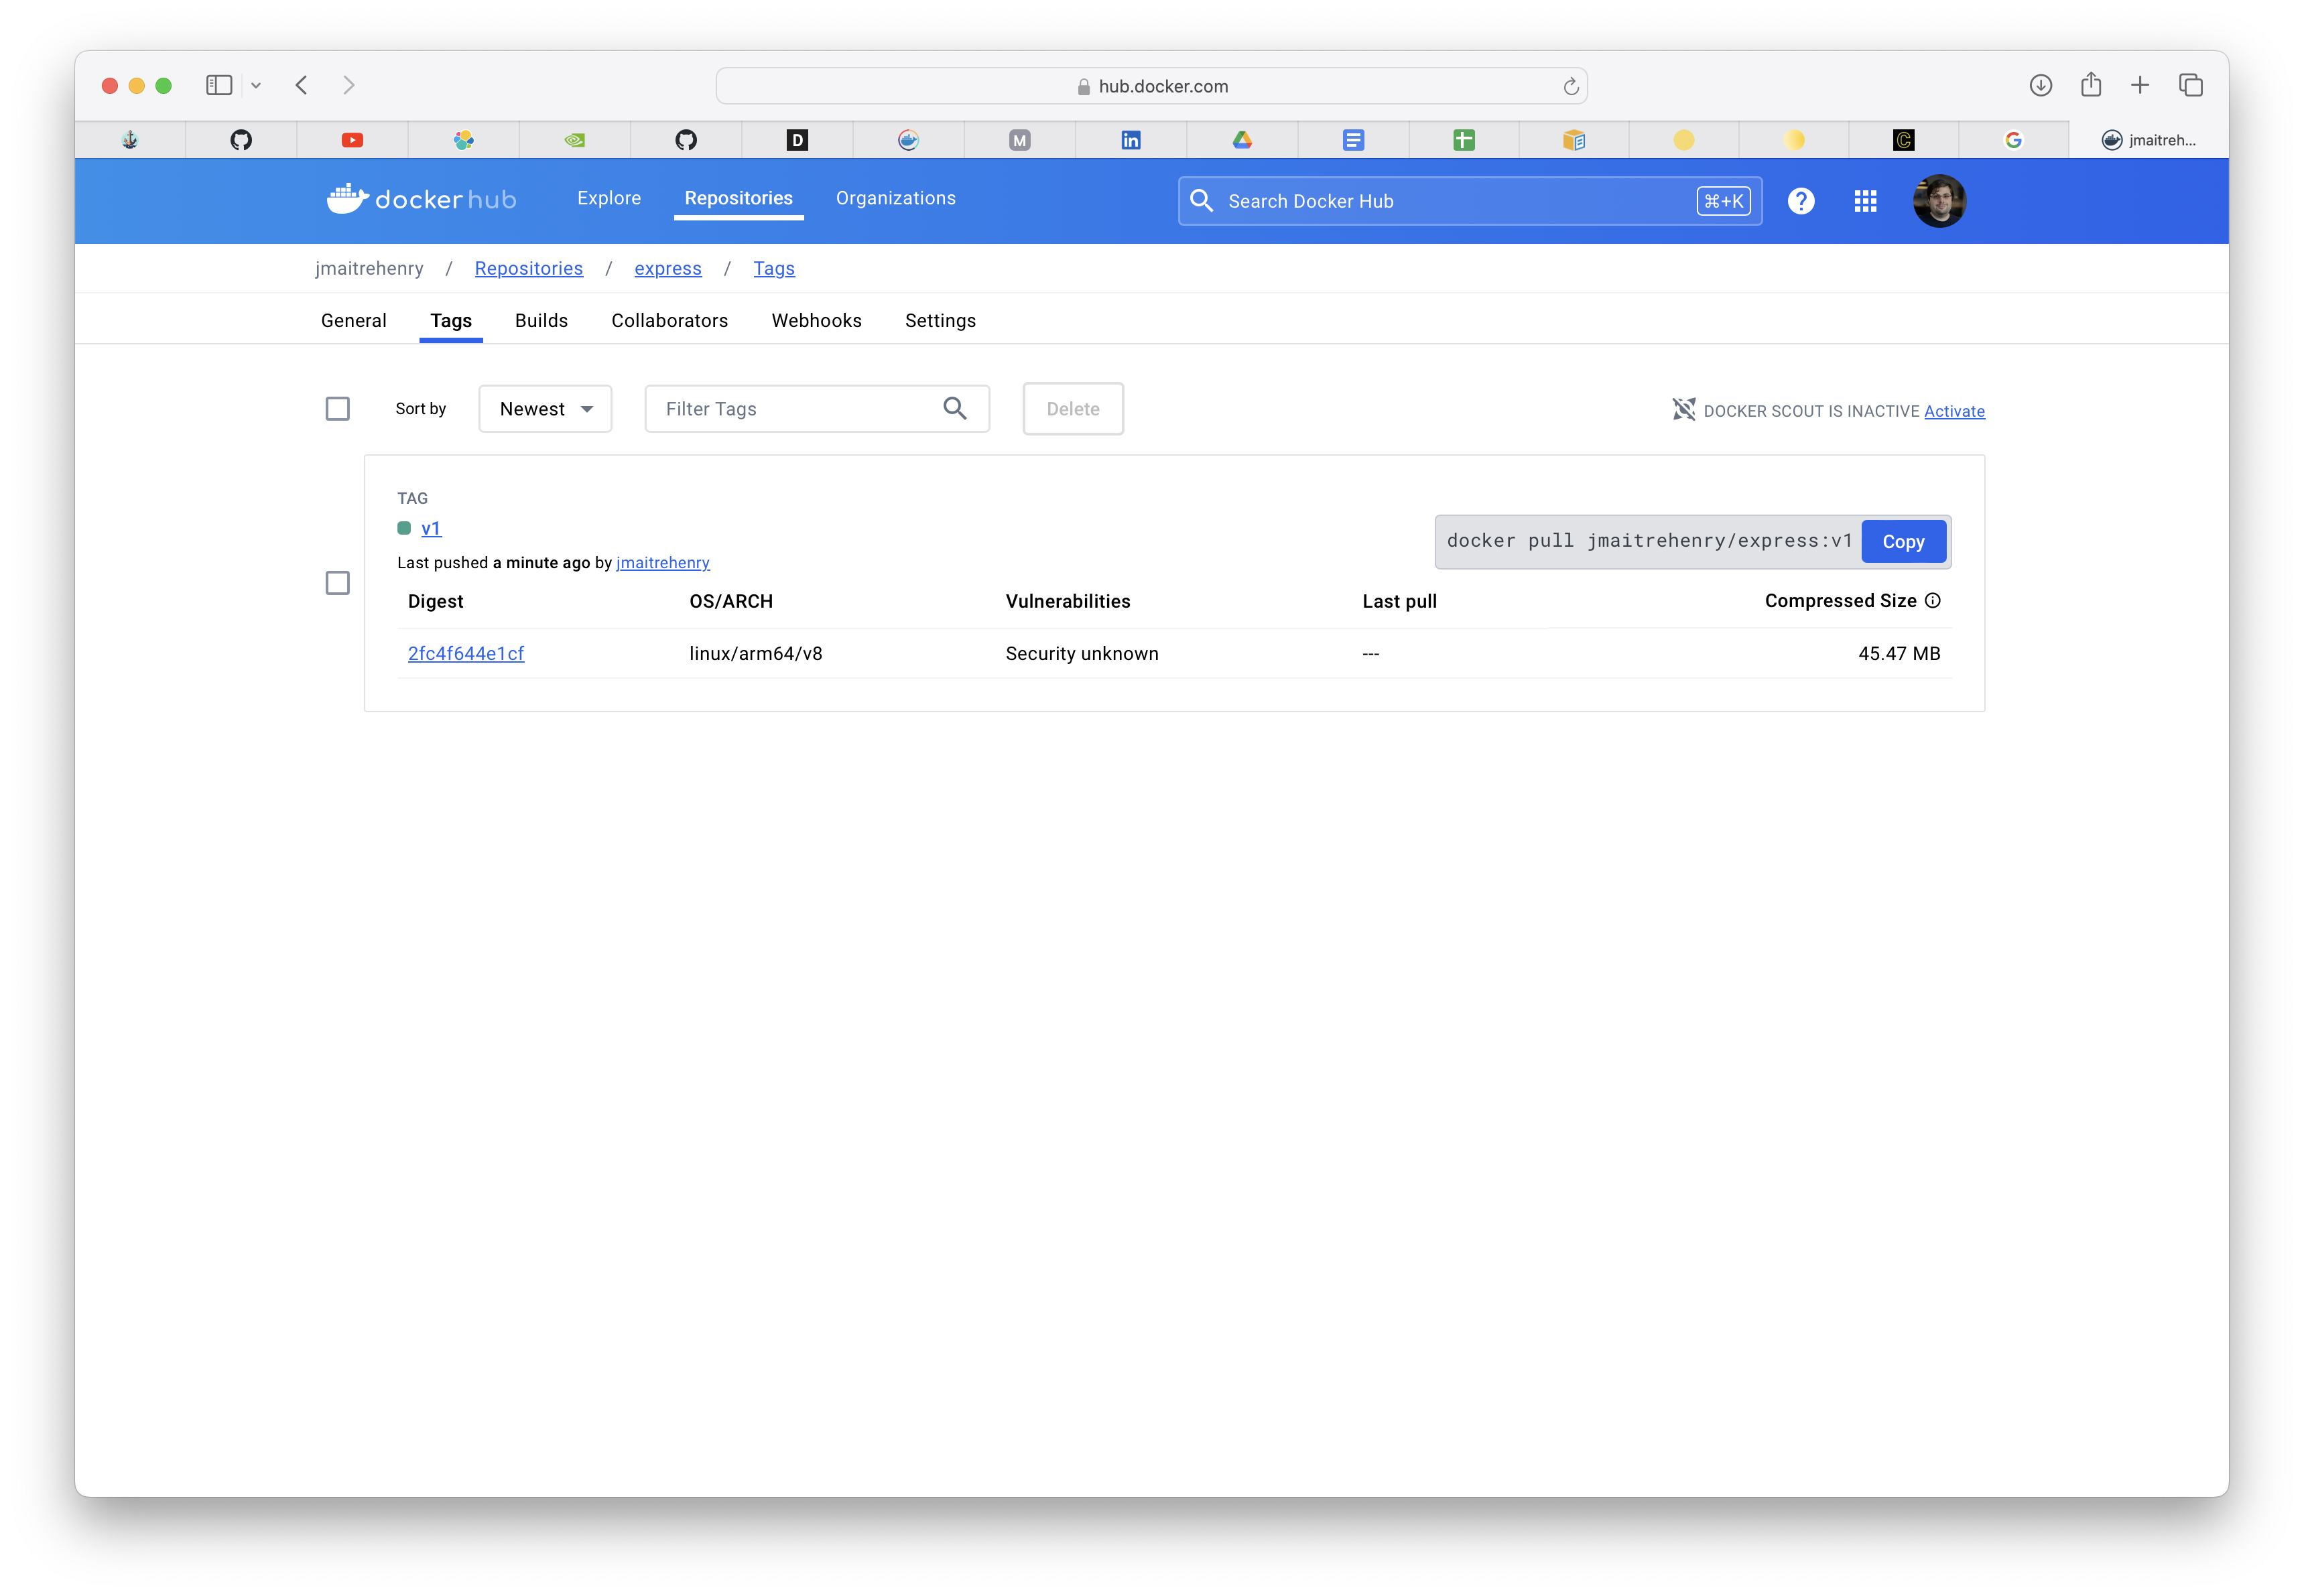 hub.docker.com
D
M
in
C
G
jmaitreh...
docker hub
Explore
Repositories
Organizations
Search Docker Hub
⌘+K
?
jmaitrehenry / Repositories / express / Tags
General
Tags
Builds
Collaborators
Webhooks
Settings
Sort by
Newest
Filter Tags
Delete
DOCKER SCOUT IS INACTIVE Activate
TAG
v1
docker pull jmaitrehenry/express:v1
Copy
Last pushed a minute ago by jmaitrehenry
Digest OS/ARCH Vulnerabilities Last pull Compressed Size
2fc4f644e1cf linux/arm64/v8 Security unknown --- 45.47 MB